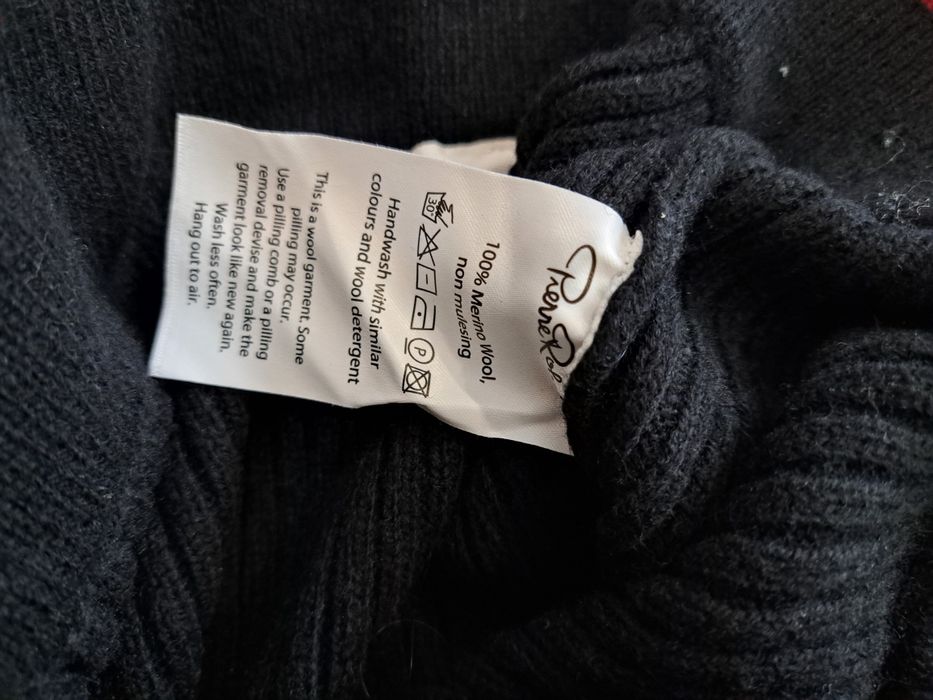 Pierre
100% Merino Wool,
non mulesing
30°
P
Handwash with similar
colours and wool detergent
This is a wool garment. Some
pilling may occur.
Use a pilling comb or a pilling
removal devise and make the
garment look like new again.
Wash less often.
Hang out to air.